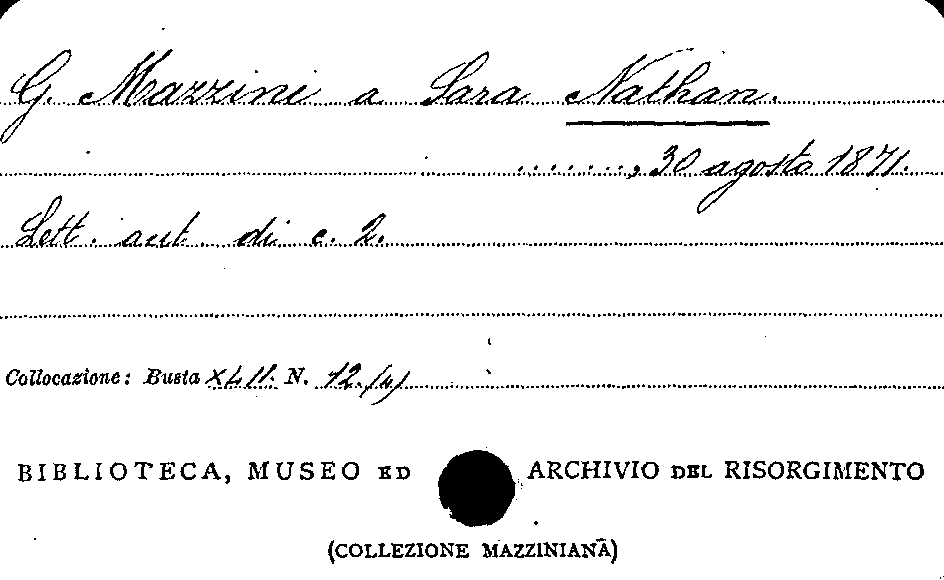 G. Mazzini a Sara Nathan.
........, 30 agosto 1871.
Lett. aut. di c. 2.
Collocazione: Busta XLII. N. 12./4)
BIBLIOTECA, MUSEO ED ARCHIVIO DEL RISORGIMENTO
(COLLEZIONE MAZZINIANA)